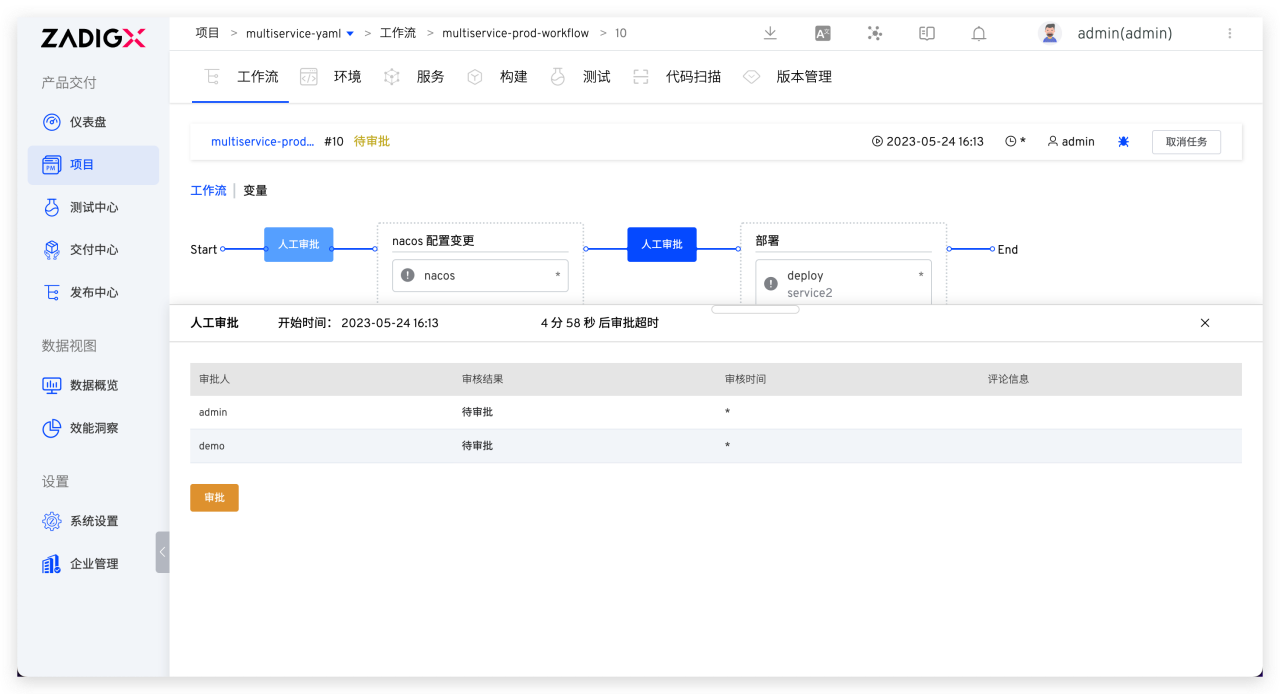 ZADIGX
项目 > multiservice-yaml > 工作流 > multiservice-prod-workflow > 10
admin(admin)
产品交付
仪表盘
项目
测试中心
交付中心
发布中心
数据视图
数据概览
效能洞察
设置
系统设置
企业管理
工作流 环境 服务 构建 测试 代码扫描 版本管理
multiservice-prod... #10 待审批 2023-05-24 16:13 * admin 取消任务
工作流 | 变量
Start 人工审批 nacos 配置变更 人工审批 部署 End
nacos * deploy *
service2
人工审批 开始时间： 2023-05-24 16:13 4 分 58 秒 后审批超时
审批人 审核结果 审核时间 评论信息
admin 待审批 *
demo 待审批 *
审批